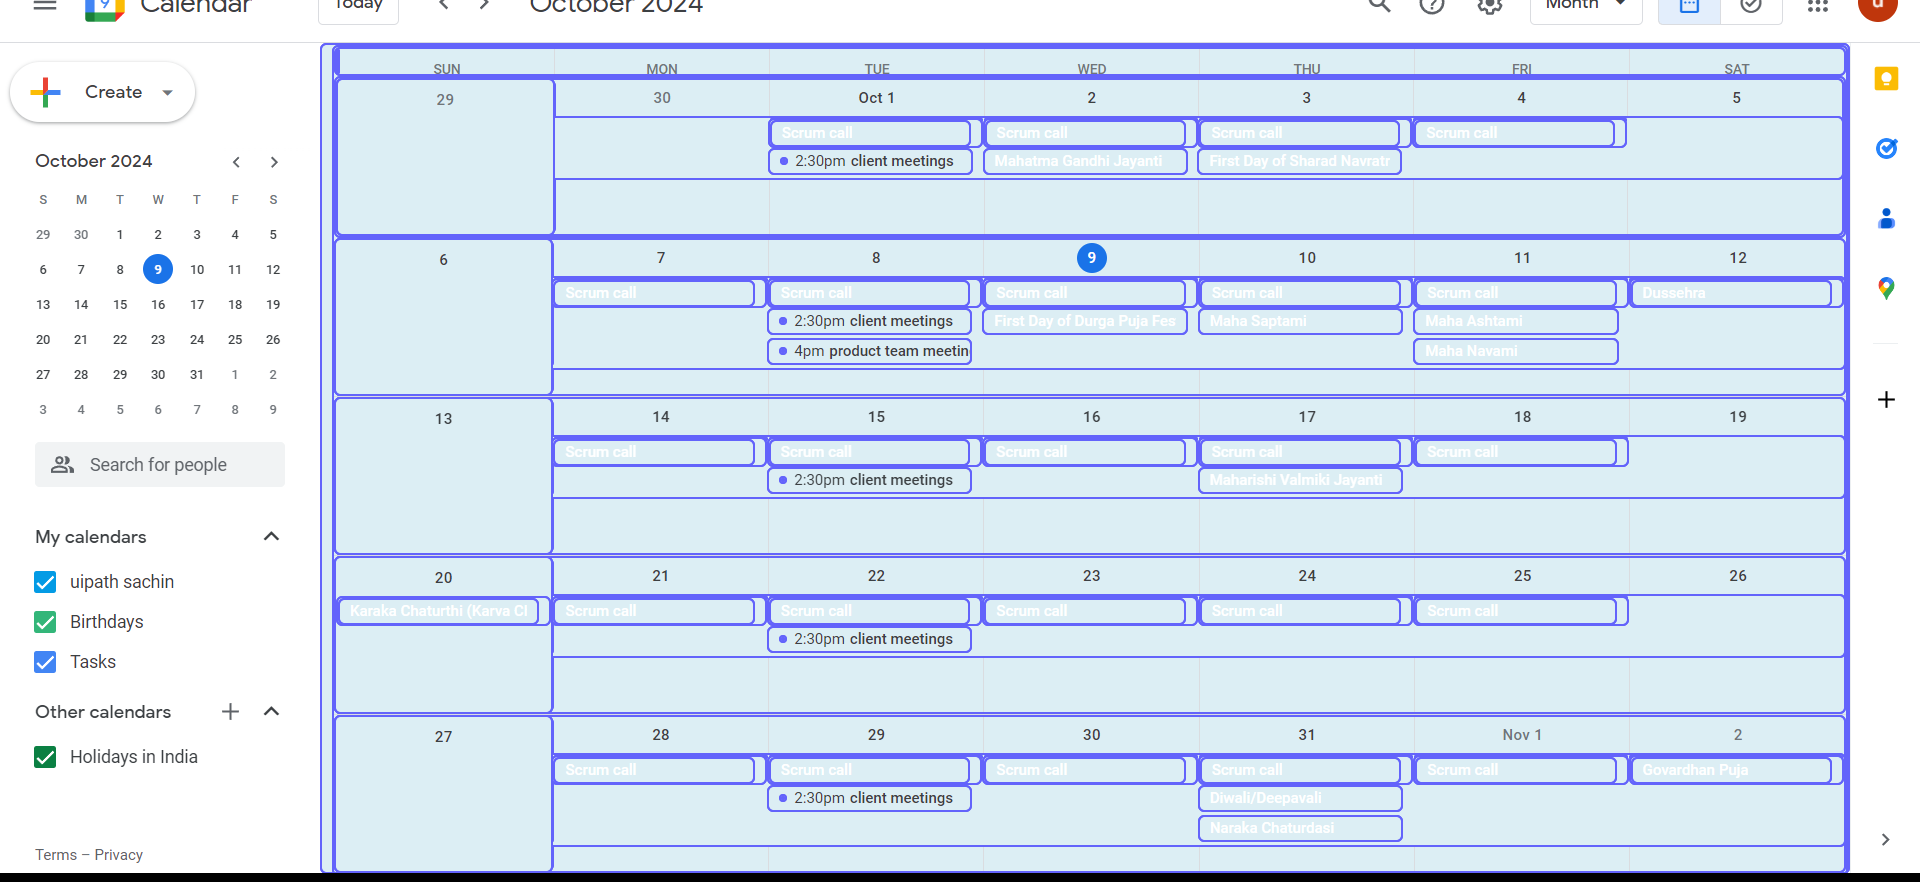 Calendar Today October 2024 Month u
Create
October 2024
S M T W T F S
29 30 1 2 3 4 5
6 7 8 9 10 11 12
13 14 15 16 17 18 19
20 21 22 23 24 25 26
27 28 29 30 31 1 2
3 4 5 6 7 8 9
Search for people
My calendars
uipath sachin
Birthdays
Tasks
Other calendars
Holidays in India
Terms – Privacy
SUN MON TUE WED THU FRI SAT
29 30 Oct 1 2 3 4 5
Scrum call Scrum call Scrum call Scrum call
2:30pm client meetings Mahatma Gandhi Jayanti First Day of Sharad Navratr
6 7 8 9 10 11 12
Scrum call Scrum call Scrum call Scrum call Scrum call Dussehra
2:30pm client meetings First Day of Durga Puja Fes Maha Saptami Maha Ashtami
4pm product team meetin Maha Navami
13 14 15 16 17 18 19
Scrum call Scrum call Scrum call Scrum call Scrum call
2:30pm client meetings Maharishi Valmiki Jayanti
20 21 22 23 24 25 26
Karaka Chaturthi (Karva Cl Scrum call Scrum call Scrum call Scrum call Scrum call
2:30pm client meetings
27 28 29 30 31 Nov 1 2
Scrum call Scrum call Scrum call Scrum call Scrum call Govardhan Puja
2:30pm client meetings Diwali/Deepavali
Naraka Chaturdasi